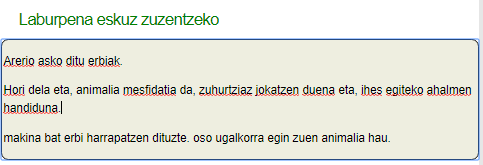 Laburpena eskuz zuzentzeko
Arerio asko ditu erbiak.
Hori dela eta, animalia mesfidatia da, zuhurtziaz jokatzen duena eta, ihes egiteko ahalmen
handiduna.
makina bat erbi harrapatzen dituzte. oso ugalkorra egin zuen animalia hau.